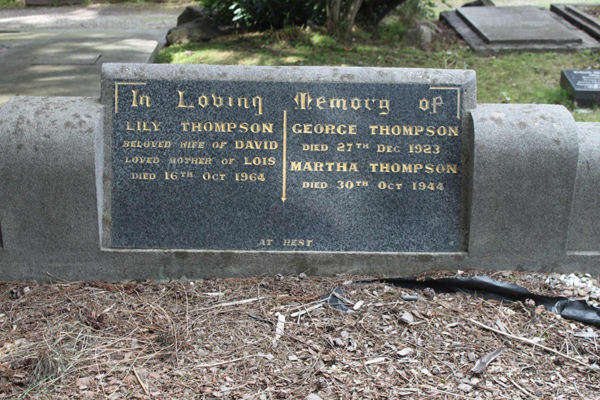 In Loving Memory of
LILY THOMPSON
BELOVED WIFE OF DAVID
LOVED MOTHER OF LOIS
DIED 16TH OCT 1964
GEORGE THOMPSON
DIED 27TH DEC 1923
MARTHA THOMPSON
DIED 30TH OCT 1944
AT REST